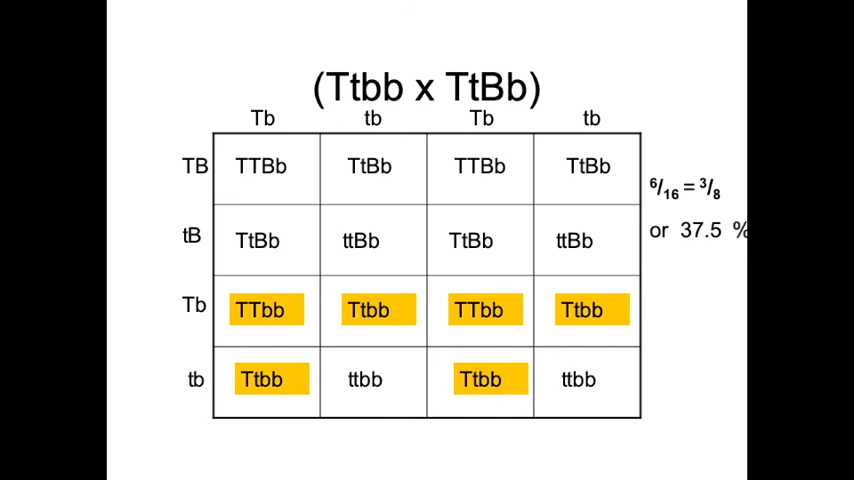 (Ttbb x TtBb)
Tb tb Tb tb
TB TTBb TtBb TTBb TtBb
⁶/₁₆ = ³/₈
or 37.5 %
tB TtBb ttBb TtBb ttBb
Tb TTbb Ttbb TTbb Ttbb
tb Ttbb ttbb Ttbb ttbb